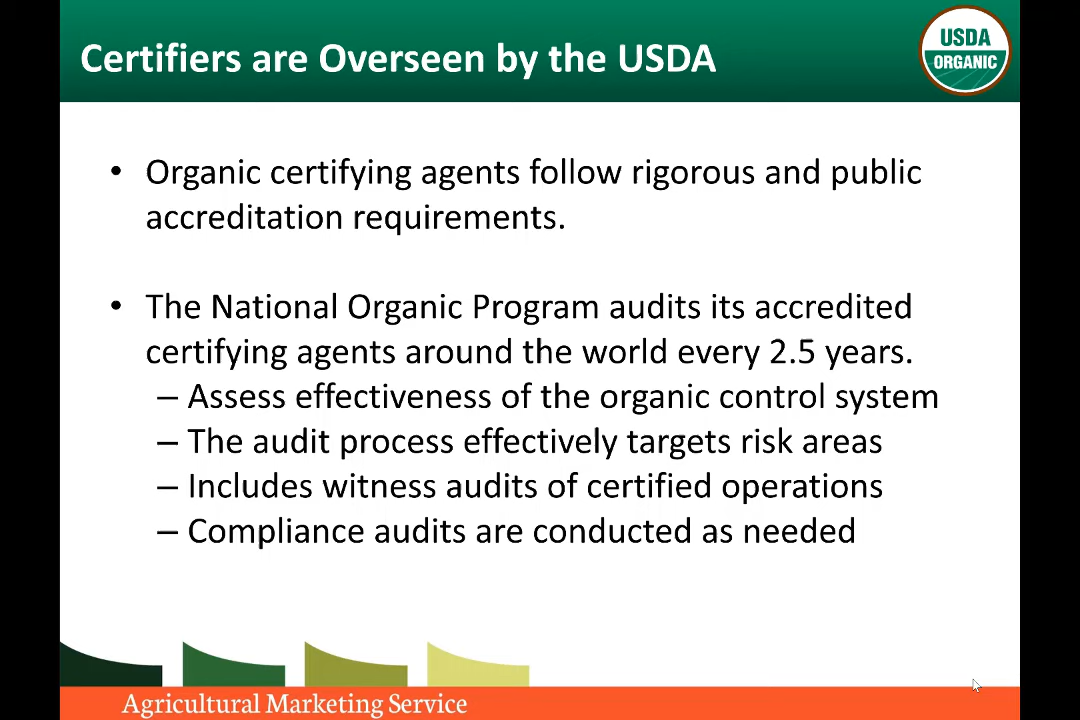 Certifiers are Overseen by the USDA
USDA
ORGANIC
• Organic certifying agents follow rigorous and public
accreditation requirements.
• The National Organic Program audits its accredited
certifying agents around the world every 2.5 years.
– Assess effectiveness of the organic control system
– The audit process effectively targets risk areas
– Includes witness audits of certified operations
– Compliance audits are conducted as needed
Agricultural Marketing Service